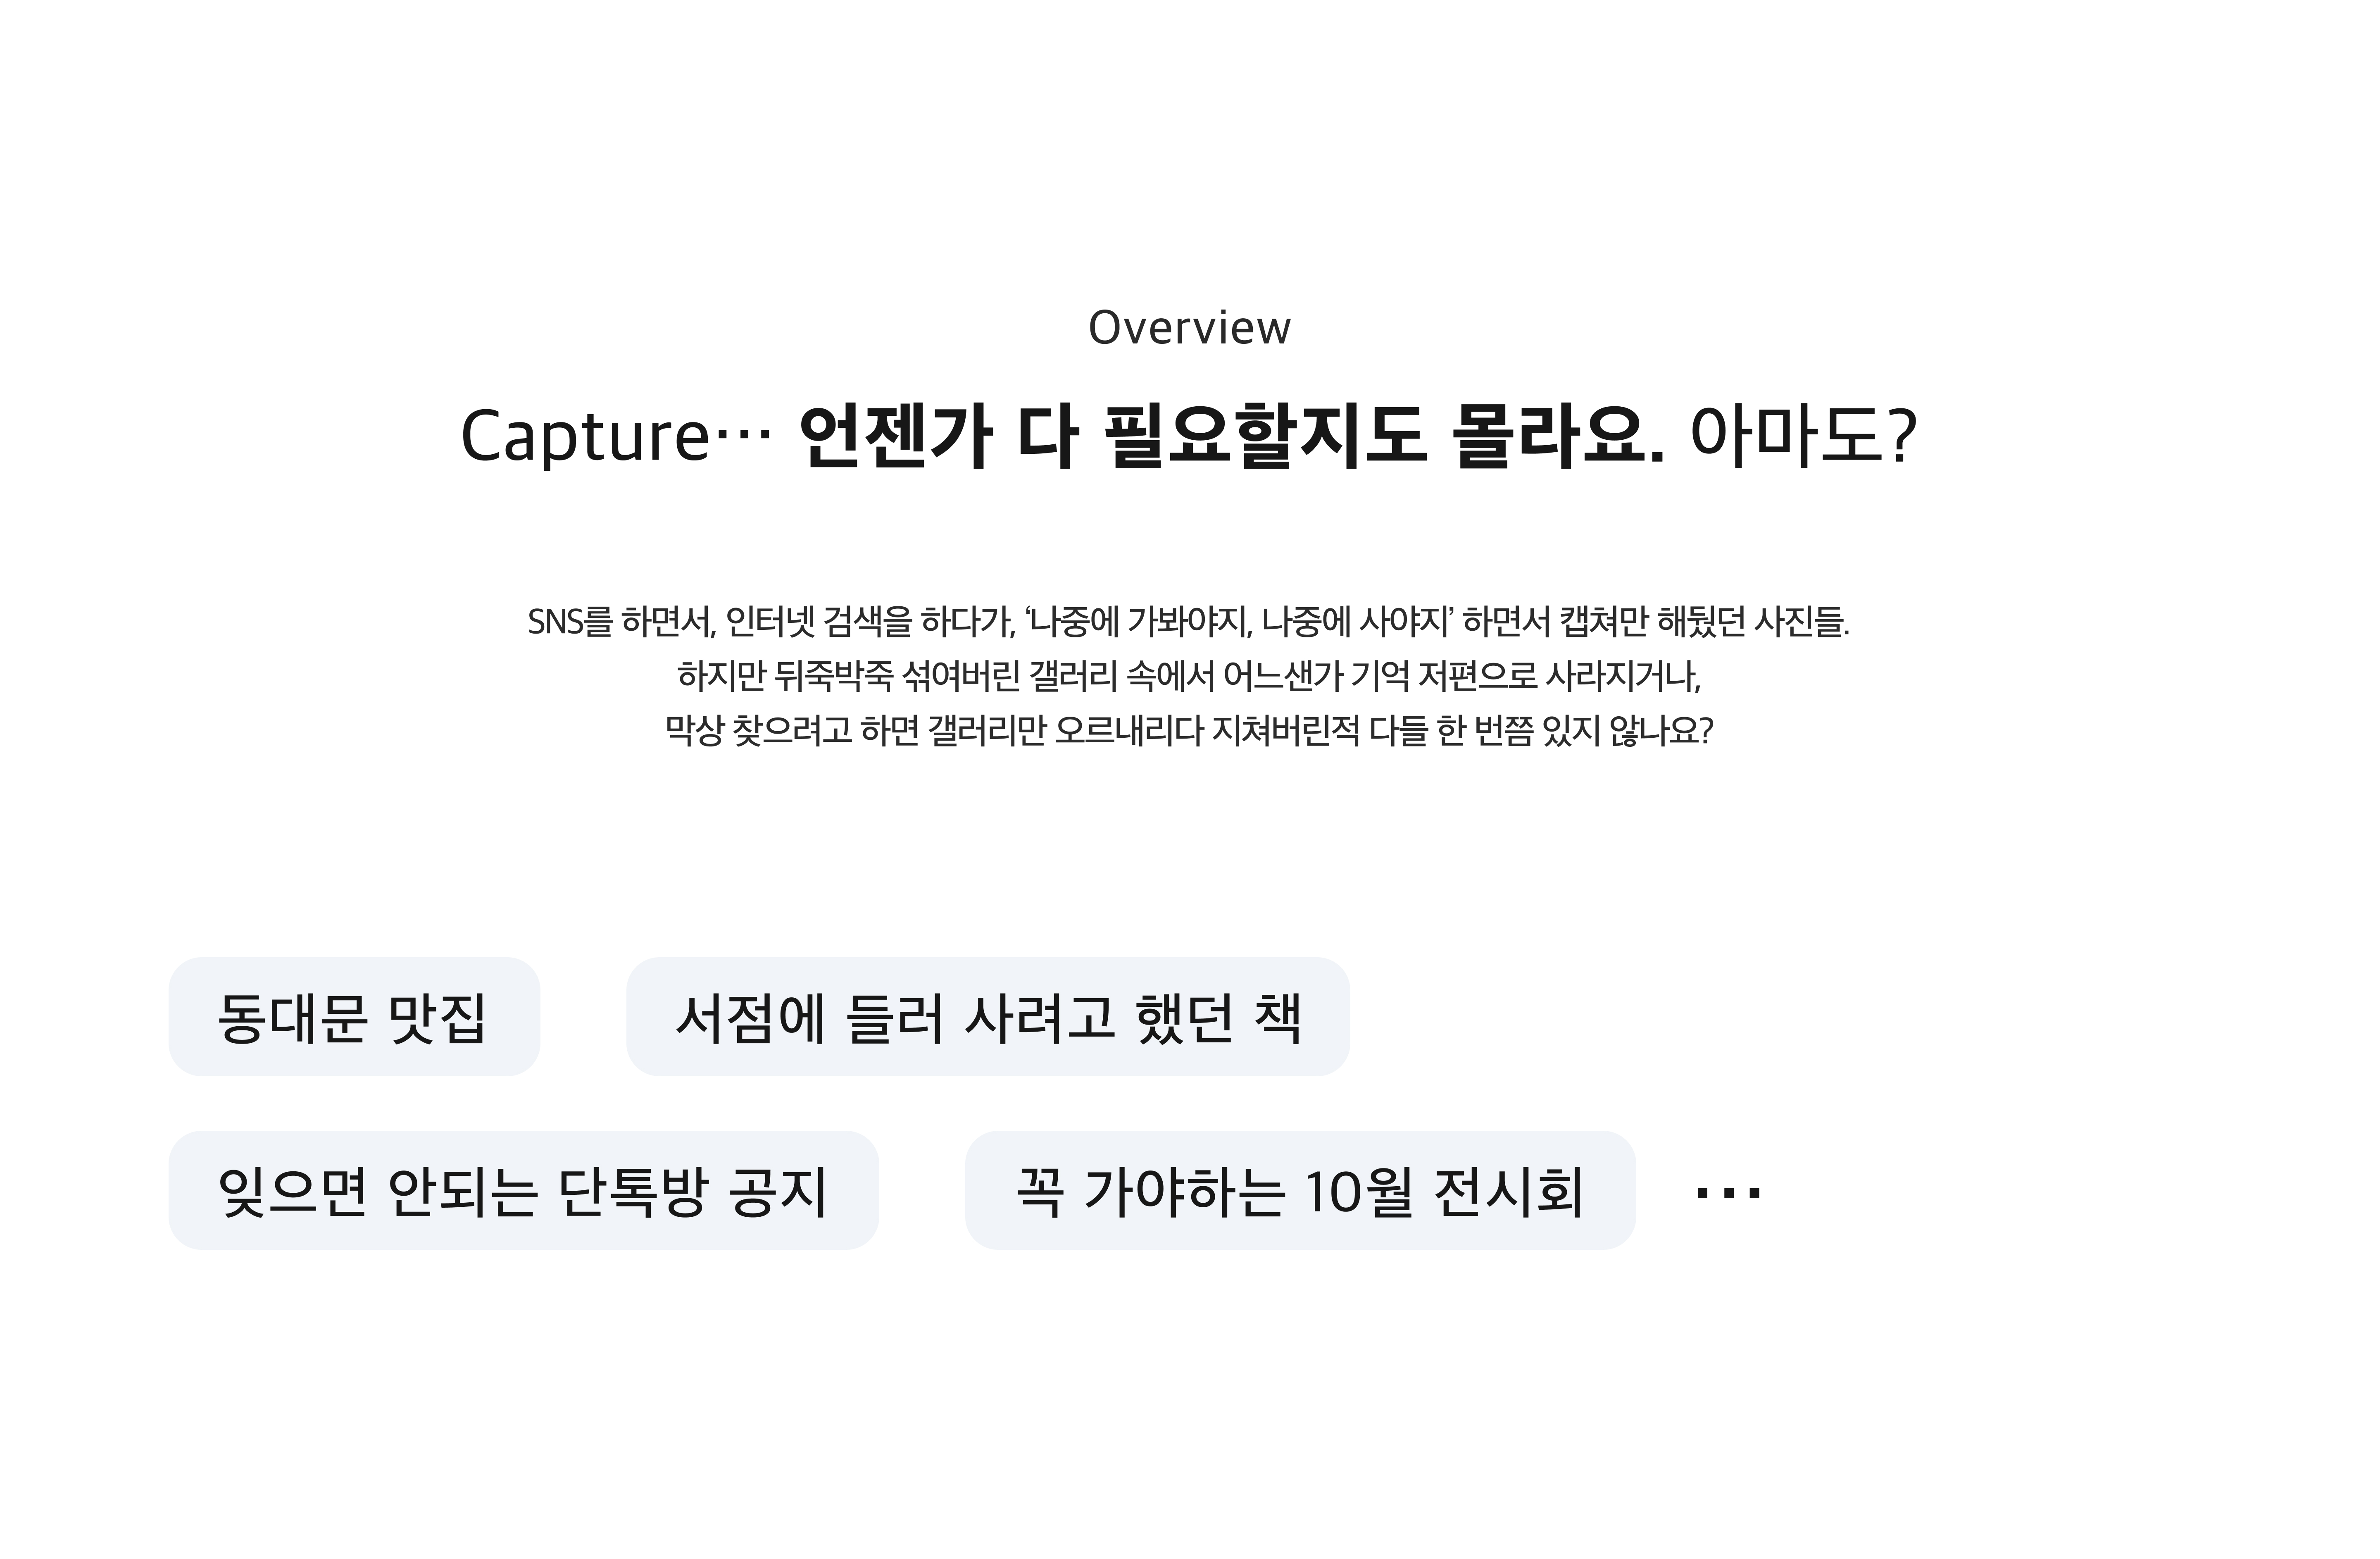 Overview
Capture… 언젠가 다 필요할지도 몰라요. 아마도?
SNS를 하면서, 인터넷 검색을 하다가, ‘나중에 가봐야지, 나중에 사야지’ 하면서 캡쳐만 해뒀던 사진들.
하지만 뒤죽박죽 섞여버린 갤러리 속에서 어느샌가 기억 저편으로 사라지거나,
막상 찾으려고 하면 갤러리만 오르내리다 지쳐버린적 다들 한 번쯤 있지 않나요?
동대문 맛집
서점에 들러 사려고 했던 책
잊으면 안되는 단톡방 공지
꼭 가야하는 10월 전시회
...